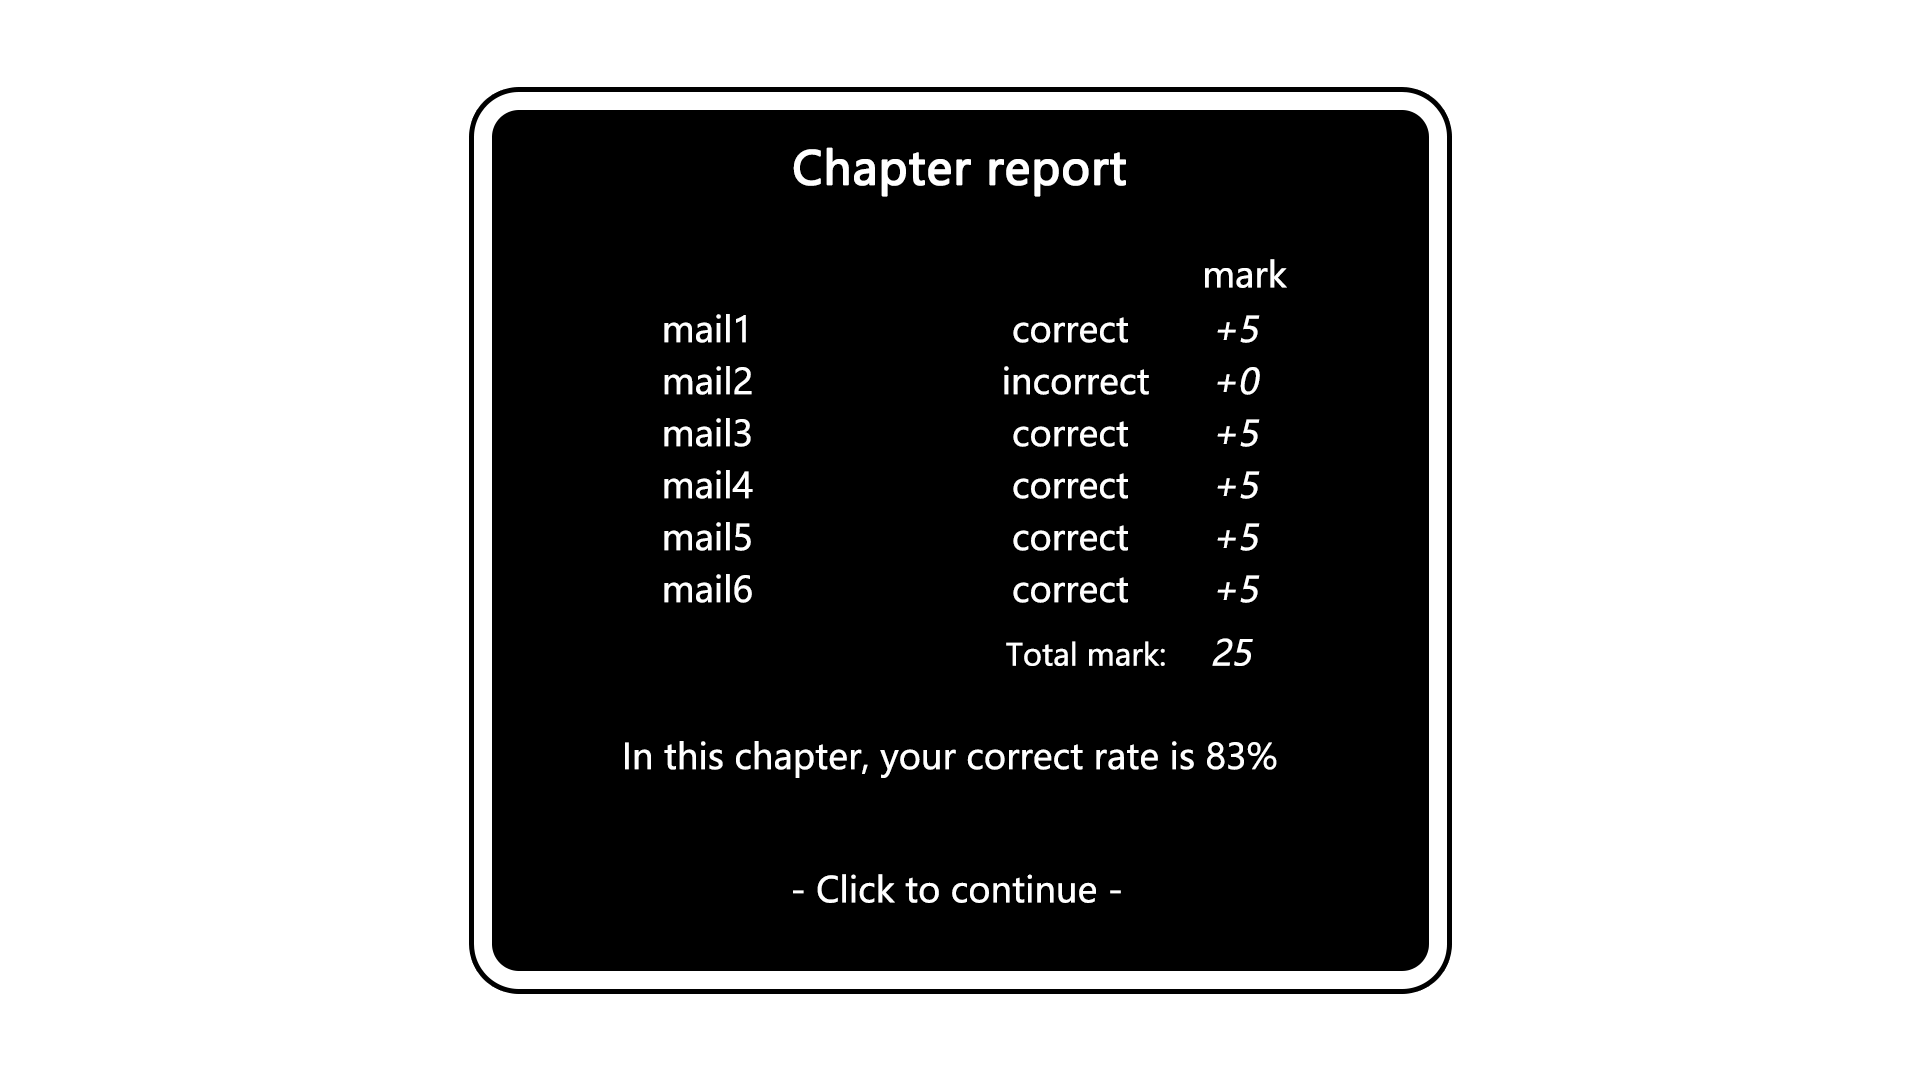 Chapter report
mark
mail1 correct +5
mail2 incorrect +0
mail3 correct +5
mail4 correct +5
mail5 correct +5
mail6 correct +5
Total mark: 25
In this chapter, your correct rate is 83%
- Click to continue -